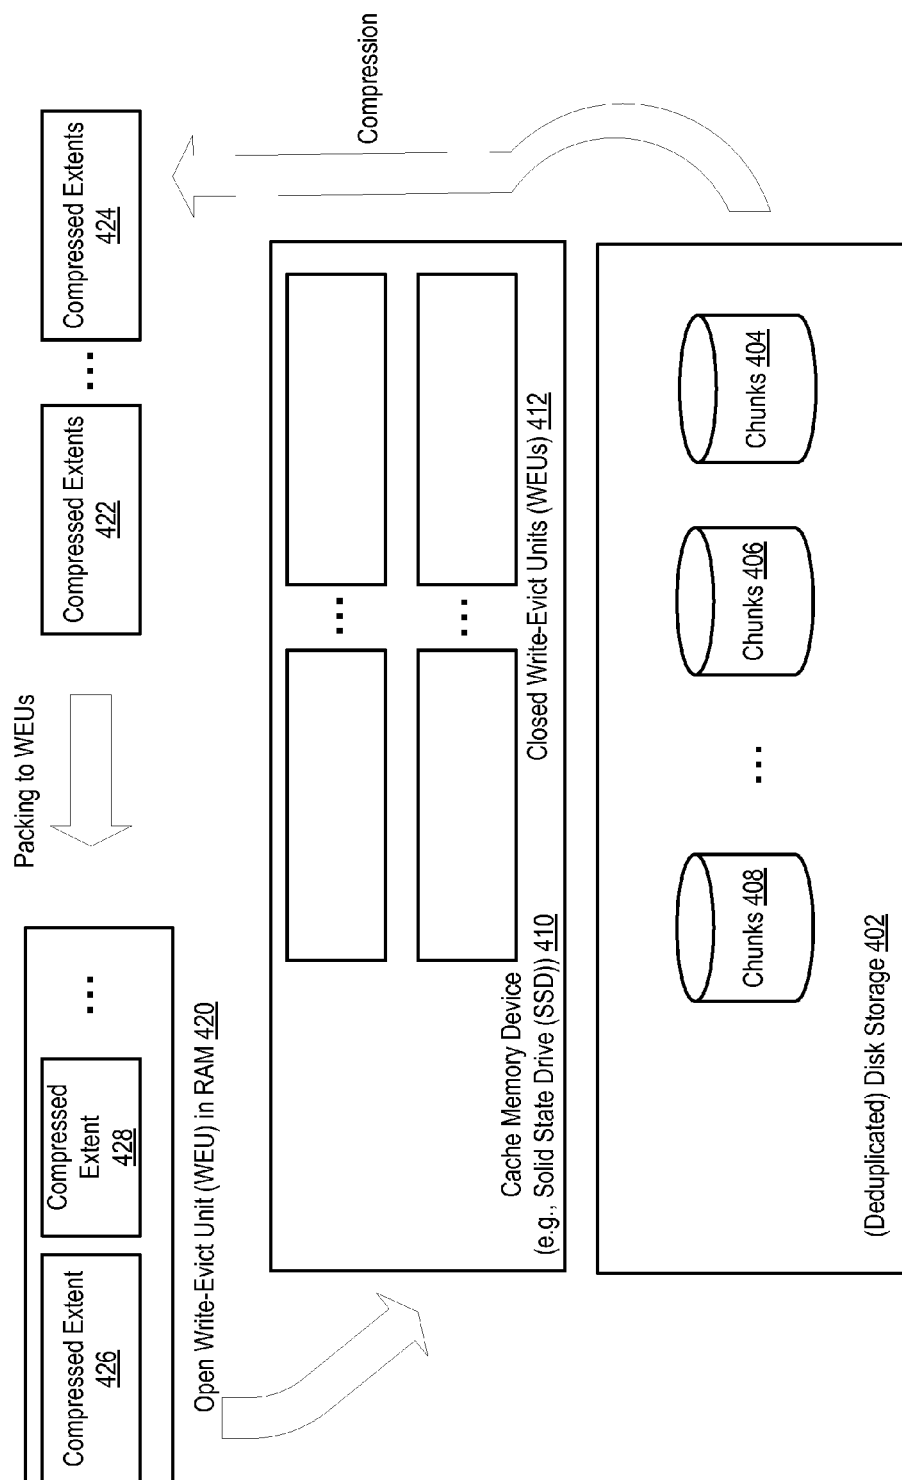 Compressed Extent
426
Compressed
Extent
428
...
Open Write-Evict Unit (WEU) in RAM 420
Packing to WEUs
Compressed Extents
422
...
Compressed Extents
424
Compression
...
...
Cache Memory Device
(e.g., Solid State Drive (SSD)) 410
Closed Write-Evict Units (WEUs) 412
Chunks 408
...
Chunks 406
Chunks 404
(Deduplicated) Disk Storage 402